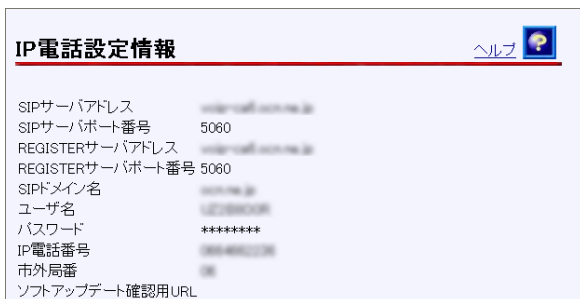 IP電話設定情報
ヘルプ
SIPサーバアドレス
SIPサーバポート番号 5060
REGISTERサーバアドレス
REGISTERサーバポート番号 5060
SIPドメイン名
ユーザ名
パスワード ********
IP電話番号
市外局番
ソフトアップデート確認用URL